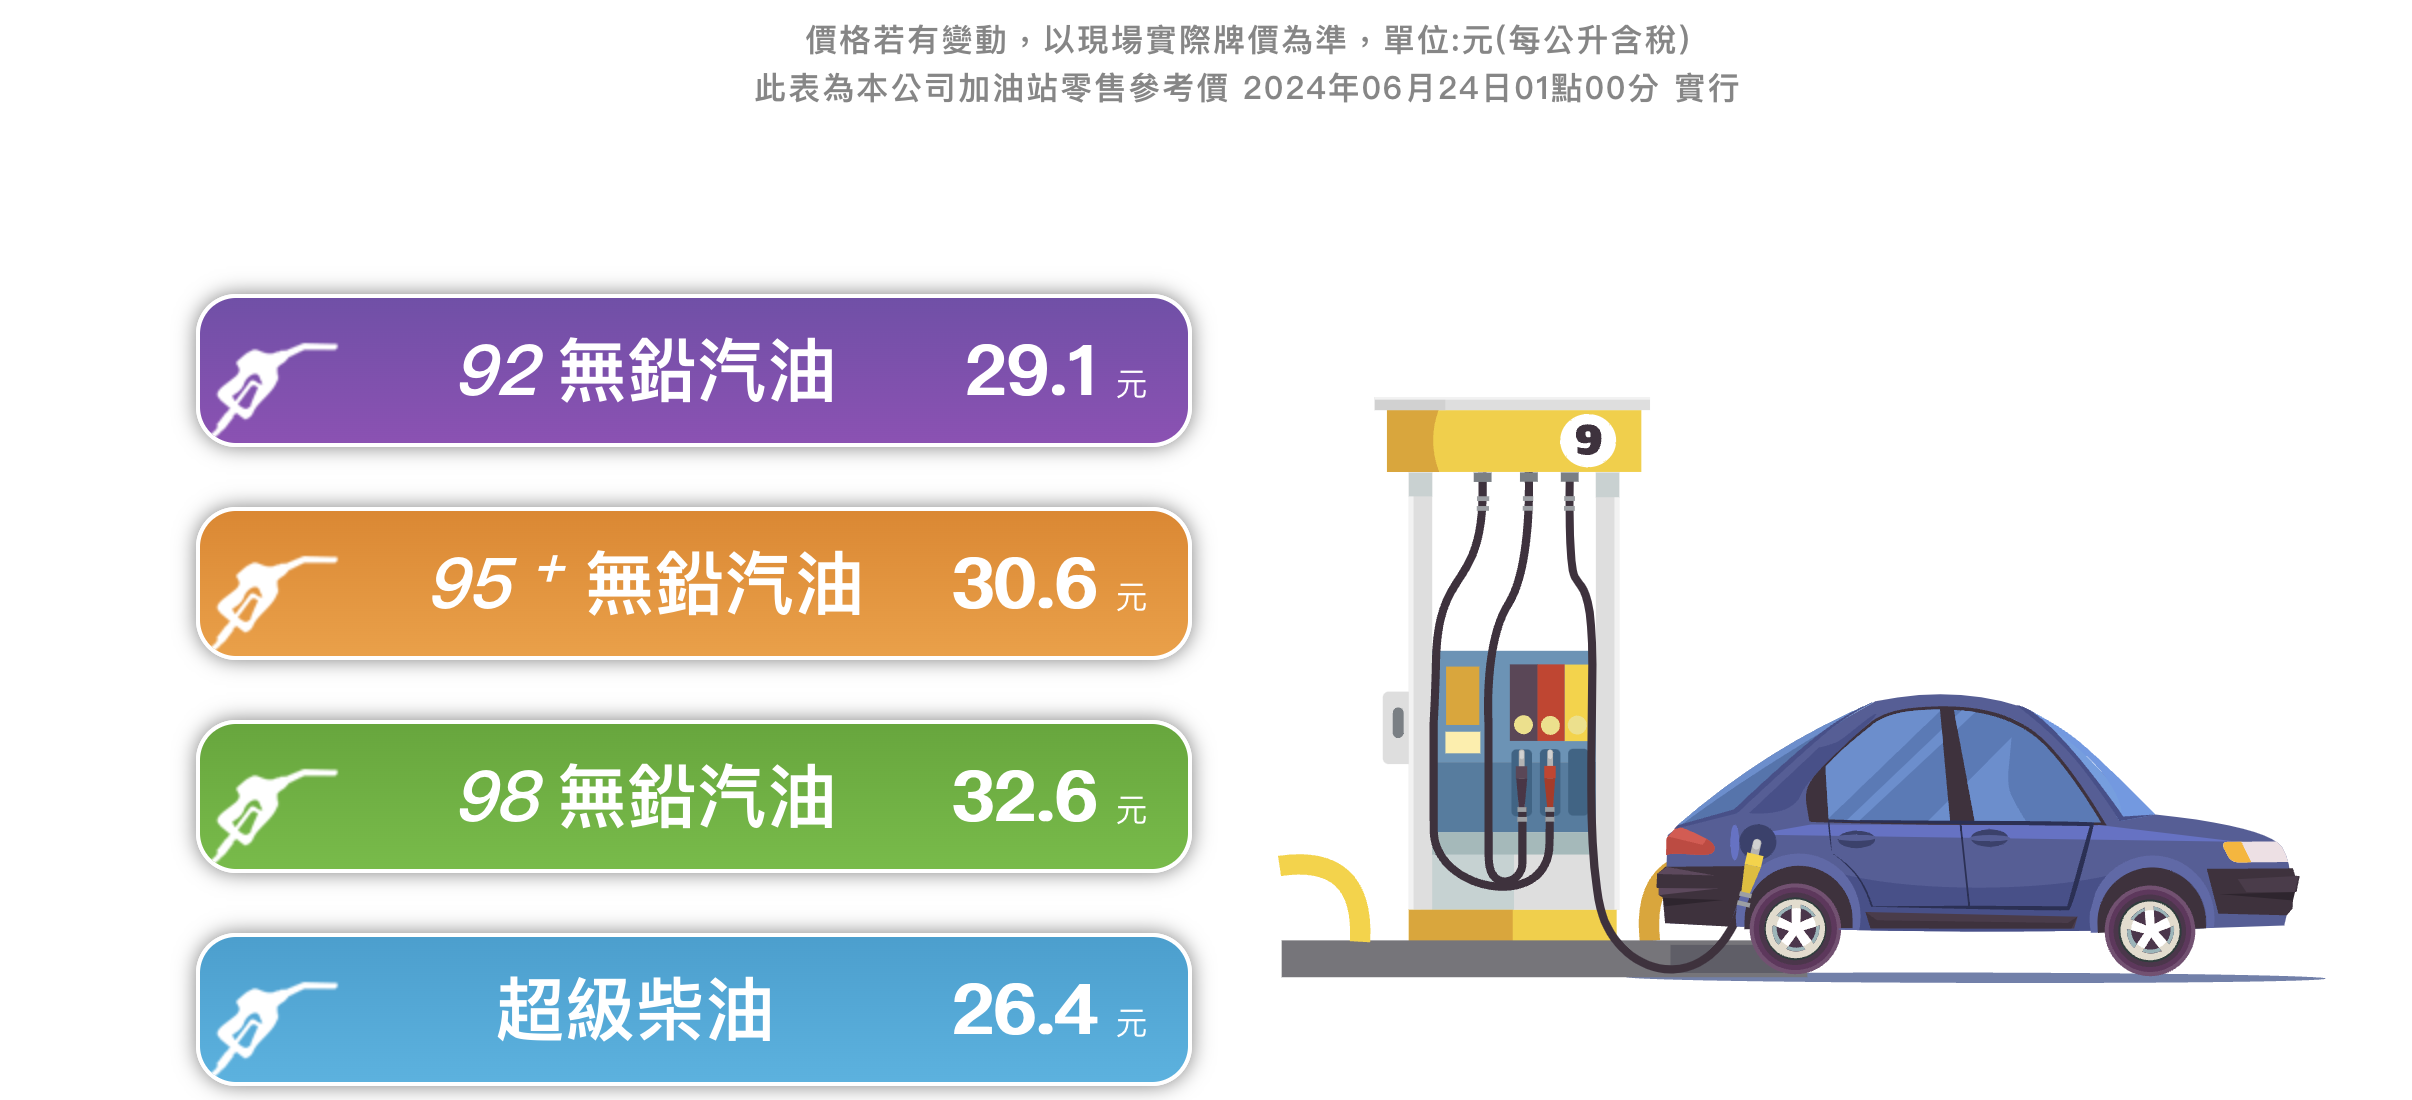 價格若有變動，以現場實際牌價為準，單位:元(每公升含稅)
此表為本公司加油站零售參考價 2024年06月24日01點00分 實行
92 無鉛汽油 29.1 元
95 + 無鉛汽油 30.6 元
9
98 無鉛汽油 32.6 元
超級柴油 26.4 元